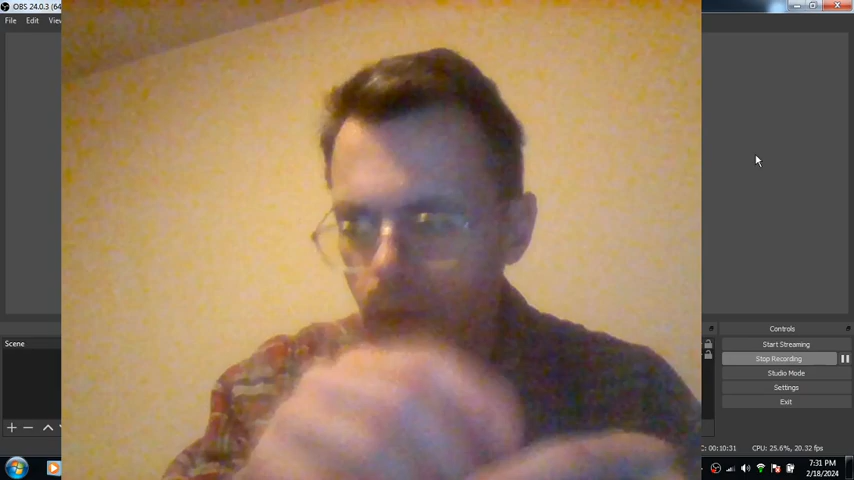 OBS 24.0.3 (64
File Edit Vie
Scene
Controls
Start Streaming
Stop Recording
Studio Mode
Settings
Exit
C: 00:10:31 CPU: 25.6%, 20.32 fps
7:31 PM
2/18/2024